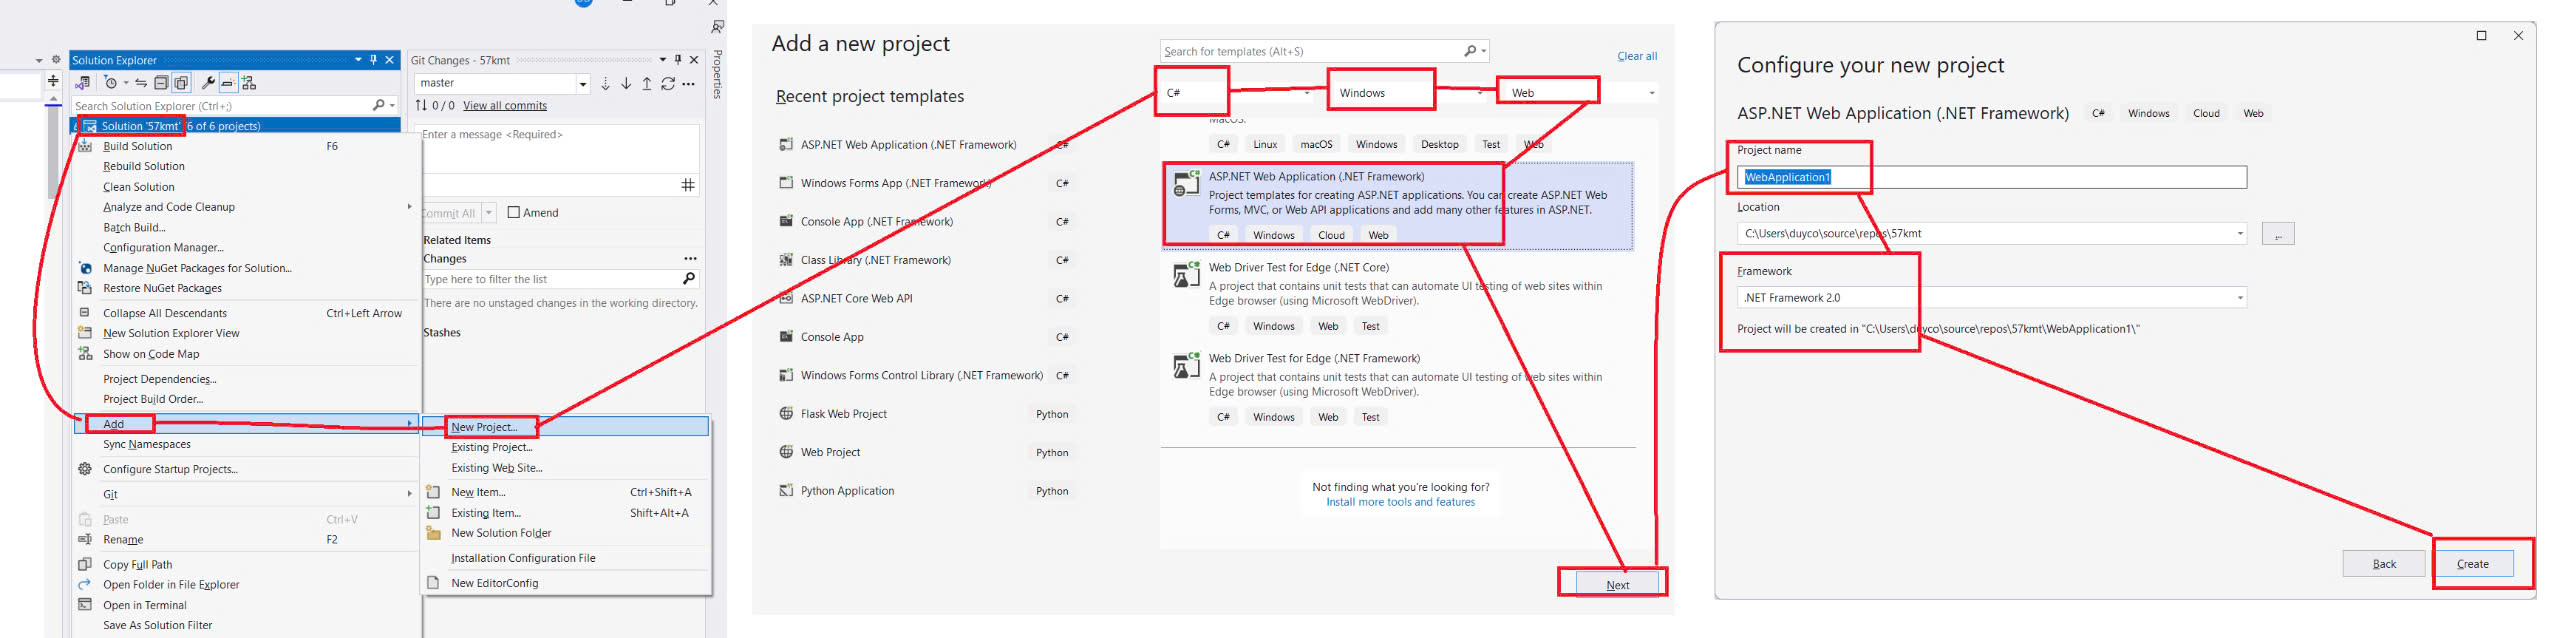 Properties
Solution Explorer
Search Solution Explorer (Ctrl+;)
Solution '57kmt' (6 of 6 projects)
Build Solution F6
Rebuild Solution
Clean Solution
Analyze and Code Cleanup
Batch Build...
Configuration Manager...
Manage NuGet Packages for Solution...
Restore NuGet Packages
Collapse All Descendants Ctrl+Left Arrow
New Solution Explorer View
Show on Code Map
Project Dependencies...
Project Build Order...
Add
Sync Namespaces
Configure Startup Projects...
Git
Paste Ctrl+V
Rename F2
Copy Full Path
Open Folder in File Explorer
Open in Terminal
Save As Solution Filter
Git Changes - 57kmt
master
0 / 0 View all commits
Enter a message <Required>
Commit All Amend
Related Items
Changes
Type here to filter the list
There are no unstaged changes in the working directory.
Stashes
New Project...
Existing Project...
Existing Web Site...
New Item... Ctrl+Shift+A
Existing Item... Shift+Alt+A
New Solution Folder
Installation Configuration File
New EditorConfig
Add a new project
Recent project templates
ASP.NET Web Application (.NET Framework) C#
Windows Forms App (.NET Framework) C#
Console App (.NET Framework) C#
Class Library (.NET Framework) C#
ASP.NET Core Web API C#
Console App C#
Windows Forms Control Library (.NET Framework) C#
Flask Web Project Python
Web Project Python
Python Application Python
Search for templates (Alt+S)
Clear all
C# Windows Web
MacOS.
C# Linux macOS Windows Desktop Test Web
ASP.NET Web Application (.NET Framework)
Project templates for creating ASP.NET applications. You can create ASP.NET Web
Forms, MVC, or Web API applications and add many other features in ASP.NET.
C# Windows Cloud Web
Web Driver Test for Edge (.NET Core)
A project that contains unit tests that can automate UI testing of web sites within
Edge browser (using Microsoft WebDriver).
C# Windows Web Test
Web Driver Test for Edge (.NET Framework)
A project that contains unit tests that can automate UI testing of web sites within
Edge browser (using Microsoft WebDriver).
C# Windows Web Test
Not finding what you're looking for?
Install more tools and features
Next
Configure your new project
ASP.NET Web Application (.NET Framework) C# Windows Cloud Web
Project name
WebApplication1
Location
C:\Users\duyco\source\repos\57kmt
...
Framework
.NET Framework 2.0
Project will be created in "C:\Users\duyco\source\repos\57kmt\WebApplication1\"
Back
Create